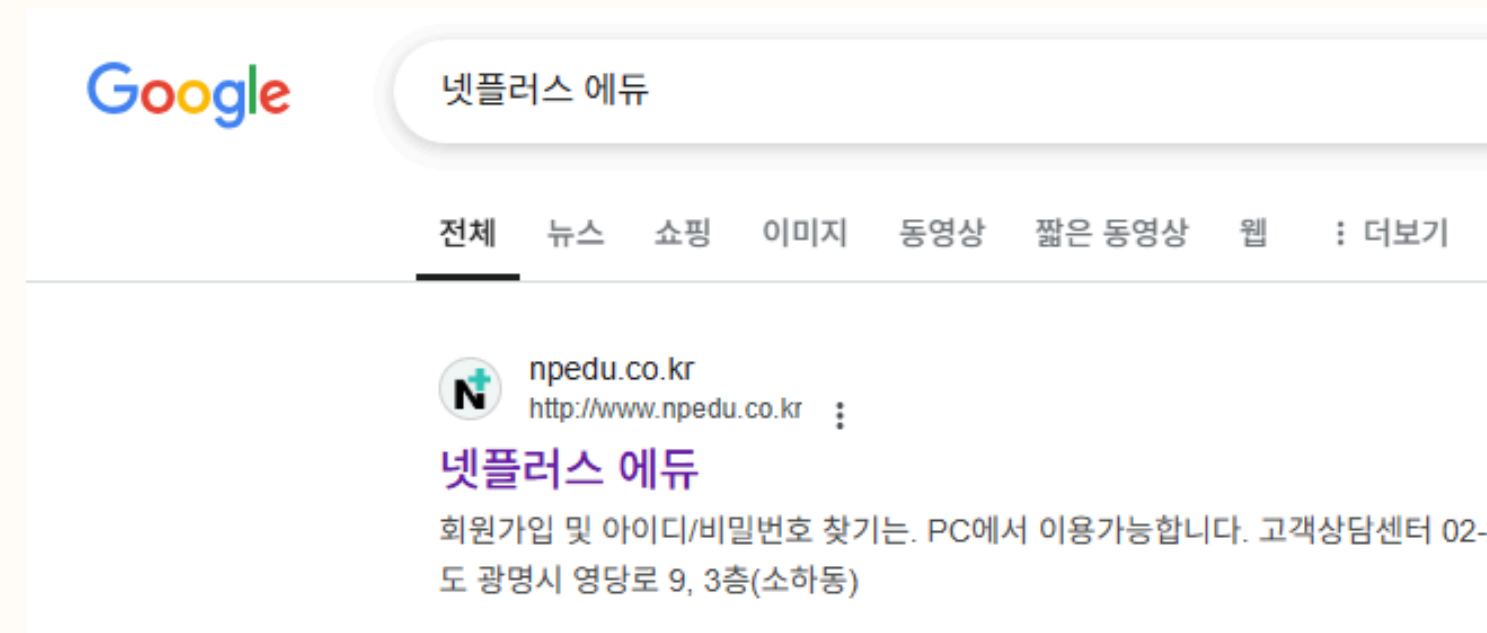 Google
넷플러스 에듀
전체 뉴스 쇼핑 이미지 동영상 짧은 동영상 웹 ⋮ 더보기
npedu.co.kr
http://www.npedu.co.kr
넷플러스 에듀
회원가입 및 아이디/비밀번호 찾기는. PC에서 이용가능합니다. 고객상담센터 02-
도 광명시 영당로 9, 3층(소하동)